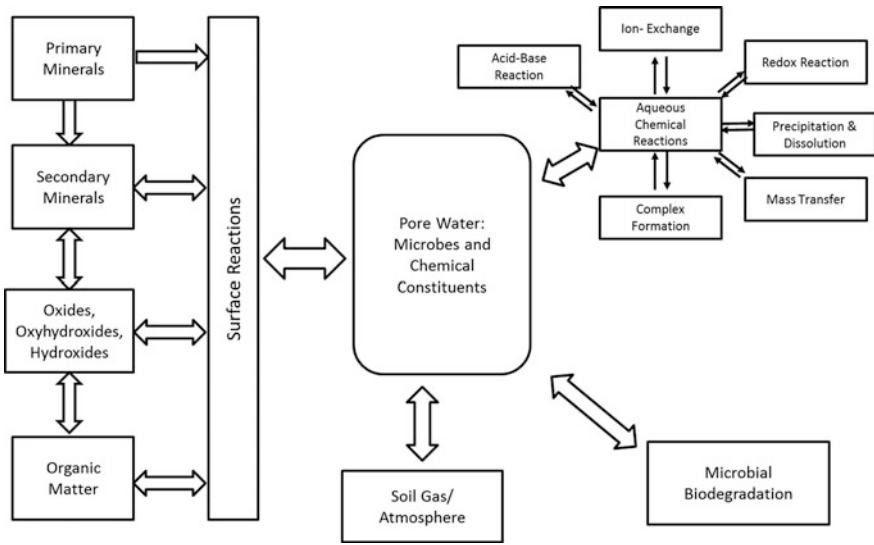 Primary
Minerals
Secondary
Minerals
Oxides,
Oxyhydroxides,
Hydroxides
Organic
Matter
Surface Reactions
Pore Water:
Microbes and
Chemical
Constituents
Soil Gas/
Atmosphere
Ion- Exchange
Acid-Base
Reaction
Redox Reaction
Aqueous
Chemical
Reactions
Precipitation &
Dissolution
Mass Transfer
Complex
Formation
Microbial
Biodegradation